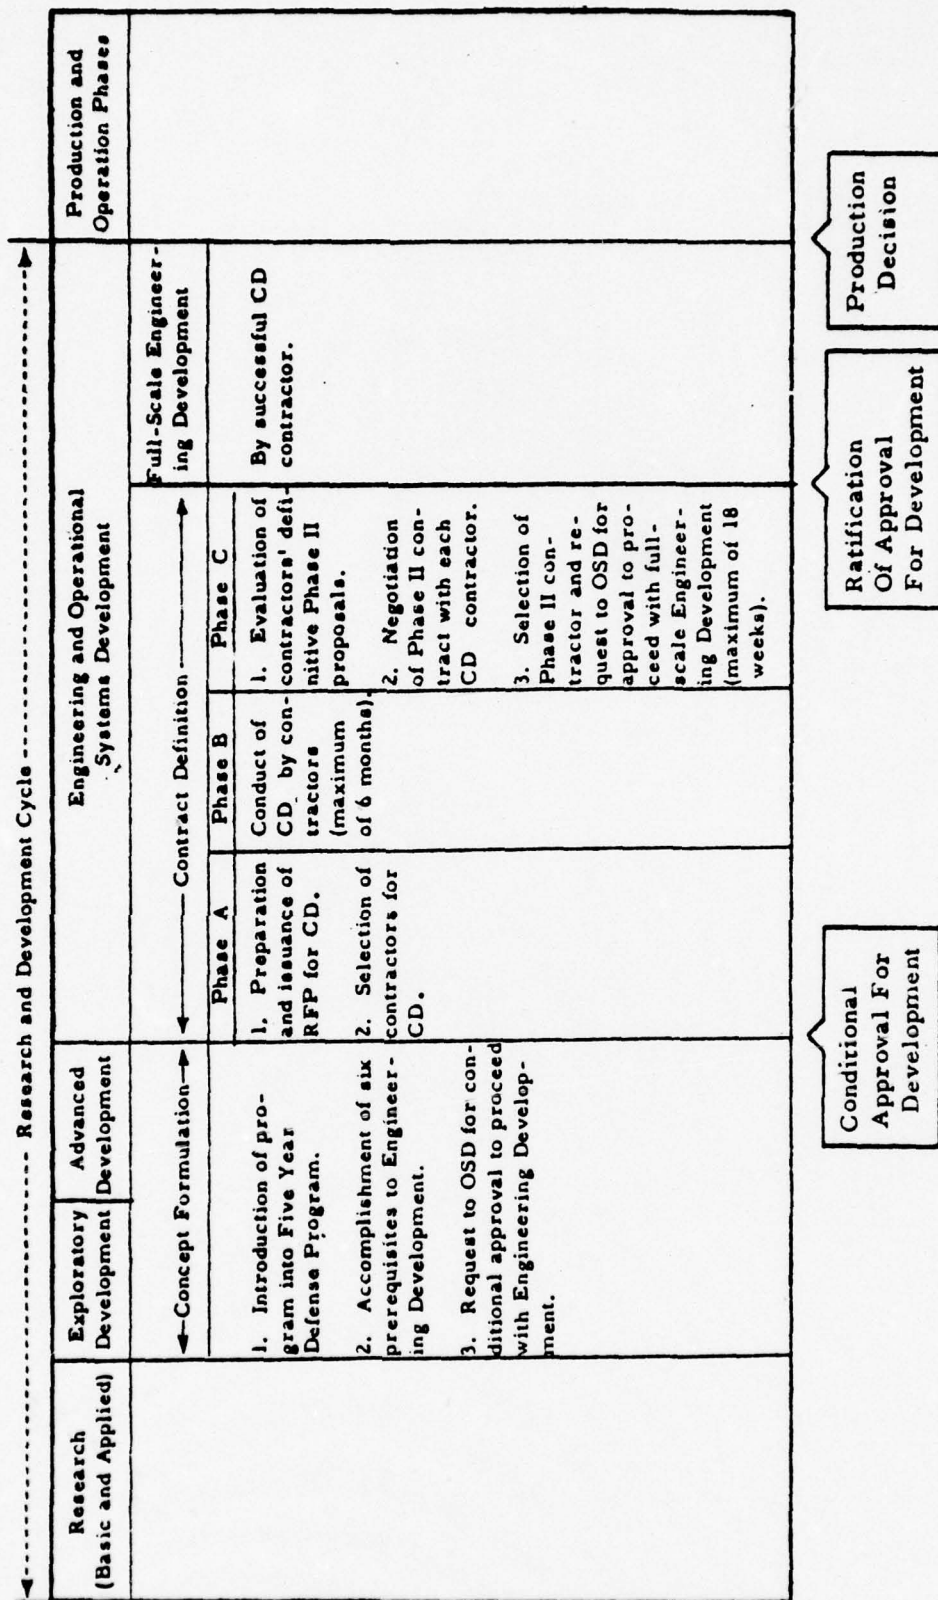 Research and Development Cycle
Research
(Basic and Applied)
Exploratory
Development
Advanced
Development
Engineering and Operational
Systems Development
Production and
Operation Phases
Concept Formulation
1. Introduction of pro-
gram into Five Year
Defense Program.
2. Accomplishment of six
prerequisites to Engineer-
ing Development.
3. Request to OSD for con-
ditional approval to proceed
with Engineering Develop-
ment.
Contract Definition
Phase A
1. Preparation
and issuance of
RFP for CD.
2. Selection of
contractors for
CD.
Phase B
Conduct of
CD by con-
tractors
(maximum
of 6 months).
Phase C
1. Evaluation of
contractors' defi-
nitive Phase II
proposals.
2. Negotiation
of Phase II con-
tract with each
CD contractor.
3. Selection of
Phase II con-
tractor and re-
quest to OSD for
approval to pro-
ceed with full-
scale Engineer-
ing Development
(maximum of 18
weeks).
Full-Scale Engineer-
ing Development
By successful CD
contractor.
Conditional
Approval For
Development
Ratification
Of Approval
For Development
Production
Decision